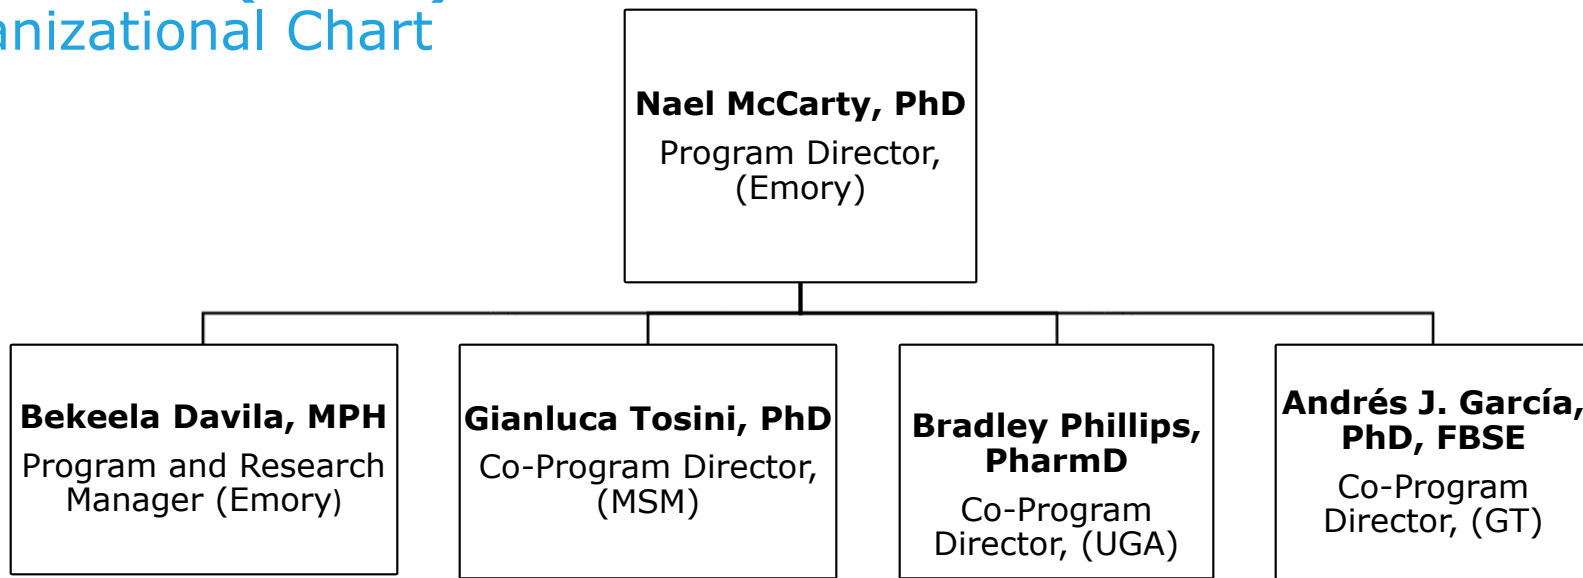 anizational Chart
Nael McCarty, PhD
Program Director,
(Emory)
Bekeela Davila, MPH
Program and Research
Manager (Emory)
Gianluca Tosini, PhD
Co-Program Director,
(MSM)
Bradley Phillips,
PharmD
Co-Program
Director, (UGA)
Andrés J. García,
PhD, FBSE
Co-Program
Director, (GT)